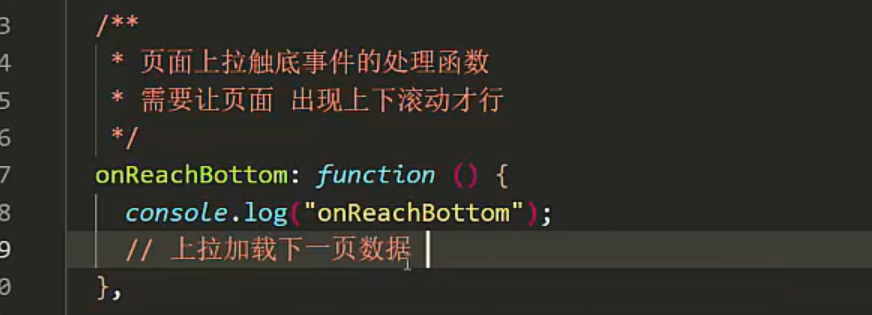 3 /**
4 * 页面上拉触底事件的处理函数
5 * 需要让页面 出现上下滚动才行
6 */
7 onReachBottom: function () {
8 console.log("onReachBottom");
9 // 上拉加载下一页数据
0 },